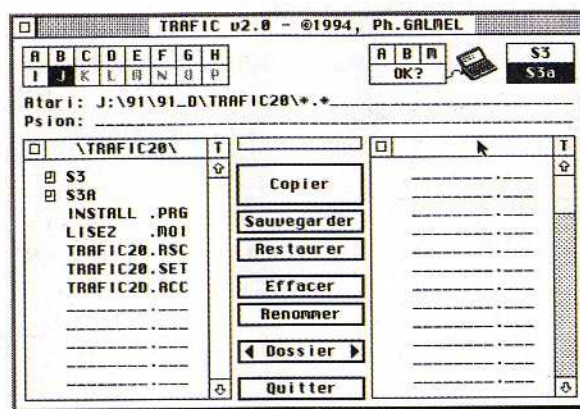 TRAFIC v2.0 - ©1994, Ph.GALMEL
A B C D E F G H
I J K L M N O P
A B M
OK?
S3
S3a
Atari: J:\91\91_D\TRAFIC20\*.*
Psion:
\TRAFIC20\ T
S3
S3A
INSTALL .PRG
LISEZ .MOI
TRAFIC20.RSC
TRAFIC20.SET
TRAFIC2D.ACC
Copier
Sauvegarder
Restaurer
Effacer
Renommer
Dossier
Quitter
T